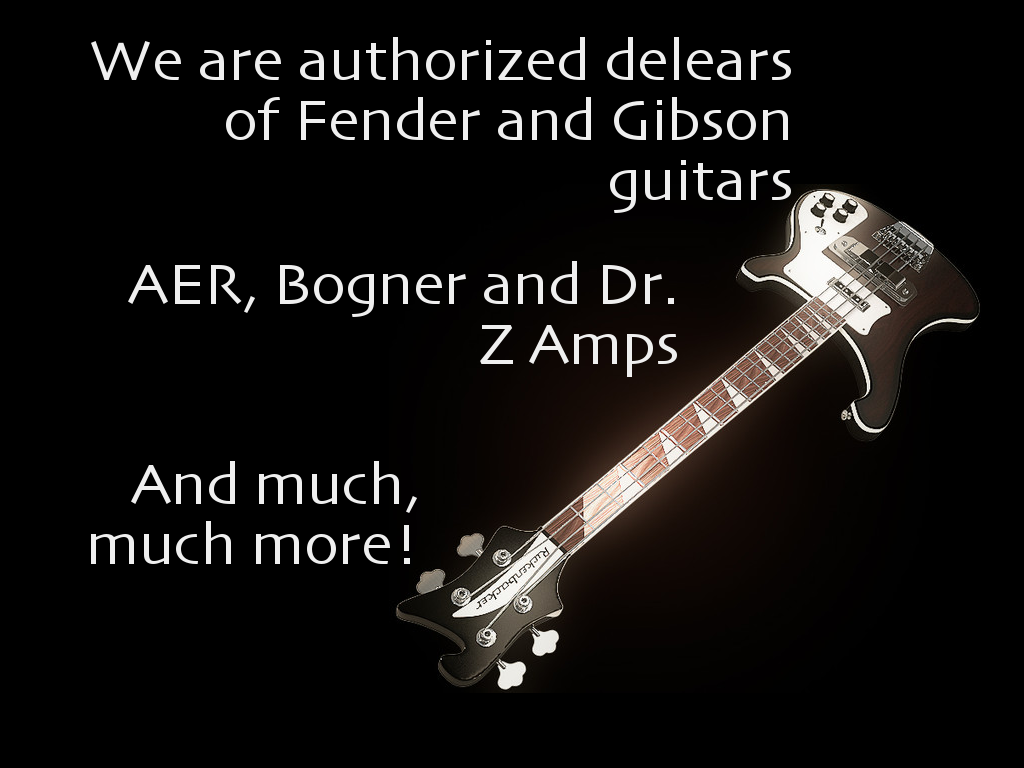 We are authorized delears
of Fender and Gibson
guitars
AER, Bogner and Dr.
Z Amps
And much,
much more!
Rickenbacker